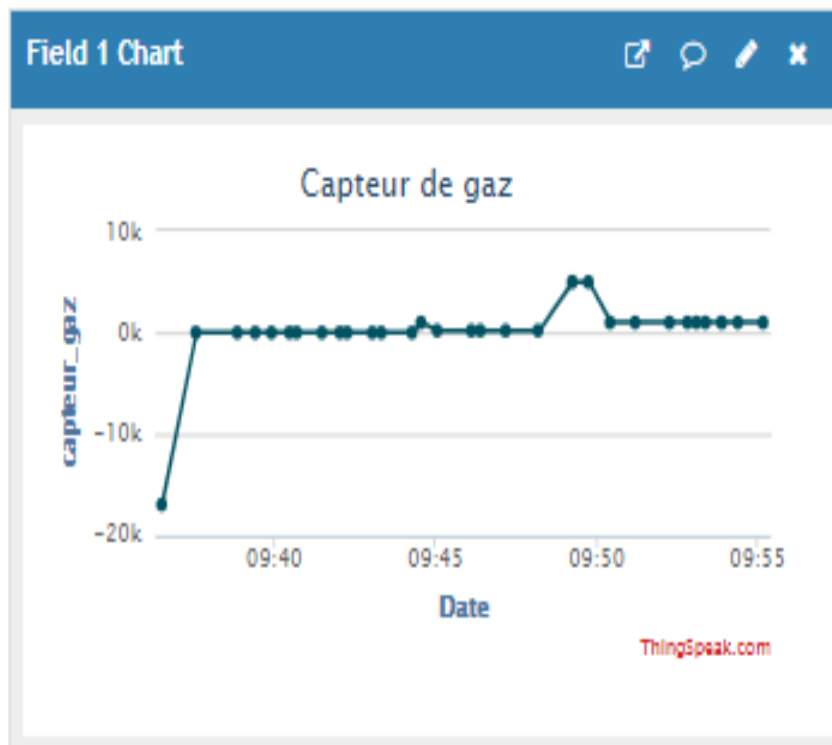 Field 1 Chart
Capteur de gaz
10k
0k
-10k
-20k
capteur_gaz
09:40 09:45 09:50 09:55
Date
ThingSpeak.com